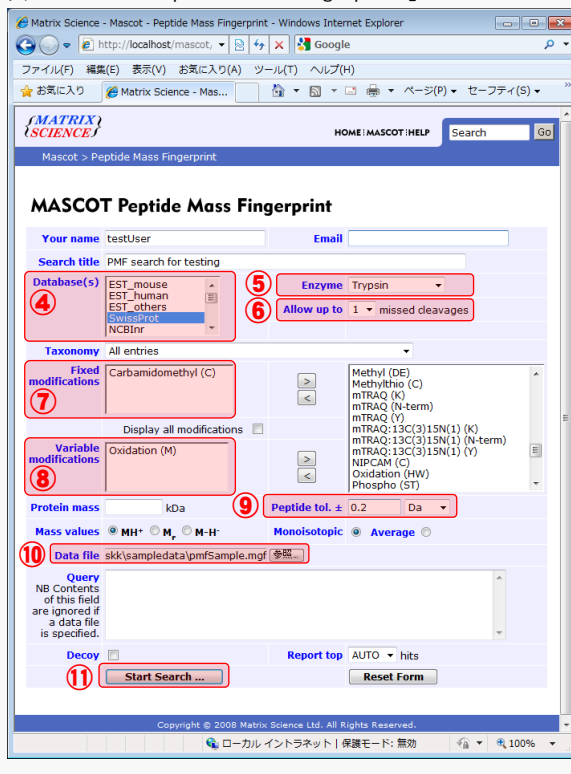 Matrix Science - Mascot - Peptide Mass Fingerprint - Windows Internet Explorer
http://localhost/mascot, Google
ファイル(F) 編集(E) 表示(V) お気に入り(A) ツール(T) ヘルプ(H)
お気に入り Matrix Science - Mas... ページ(P) セーフティ(S)
MATRIX
SCIENCE
HOME MASCOT HELP Search Go
Mascot > Peptide Mass Fingerprint
MASCOT Peptide Mass Fingerprint
Your name testUser Email
Search title PMF search for testing
Database(s) EST_mouse ⑤ Enzyme Trypsin
④ EST_human
EST_others ⑥ Allow up to 1 missed cleavages
SwissProt
NCBInr
Taxonomy All entries
Fixed modifications Carbamidomethyl (C) > Methyl (DE)
⑦ < Methylthio (C)
mTRAQ (K)
mTRAQ (N-term)
mTRAQ (Y)
Display all modifications mTRAQ:13C(3)15N(1) (K)
mTRAQ:13C(3)15N(1) (N-term)
Variable modifications Oxidation (M) > mTRAQ:13C(3)15N(1) (Y)
⑧ < NIPCAM (C)
Oxidation (HW)
Phospho (ST)
Protein mass kDa ⑨ Peptide tol. ± 0.2 Da
Mass values MH+ Mr M-H- Monoisotopic Average
⑩ Data file skk\sampledata\pmfSample.mgf 参照...
Query
NB Contents
of this field
are ignored if
a data file
is specified.
Decoy Report top AUTO hits
⑪ Start Search ... Reset Form
Copyright © 2008 Matrix Science Ltd. All Rights Reserved.
ローカル イントラネット | 保護モード: 無効 100%